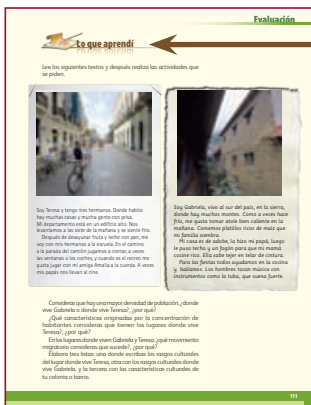 Evaluación
Lo que aprendí
Lee los siguientes textos y después realiza las actividades que
se piden.
Soy Teresa y tengo tres hermanos. Donde habito
hay muchas casas y mucha gente con prisa.
Mi departamento está en un edificio alto. Nos
levantamos a las siete de la mañana y se siente frío.
Después de desayunar fruta y leche con pan, me
voy con mis hermanos a la escuela. En el camino
a la parada del camión jugamos a contar, a veces
las ventanas o los coches, y cuando es el recreo me
gusta jugar con mi amiga Amalia a la cuerda. A veces
mis papás nos llevan al cine.
Soy Gabriela, vivo al sur del país, en la sierra,
donde hay muchos montes. Como a veces hace
frío, me gusta tomar atole bien caliente en la
mañana. Comemos platillos ricos de maíz que
mi familia siembra.
Mi casa es de adobe, la hizo mi papá, luego
le puso techo y un fogón para que mi mamá
cocine rico. Ella sabe tejer en telar de cintura.
Para las fiestas todos ayudamos en la cocina
y bailamos. Los hombres tocan música con
instrumentos como la tuba, que suena fuerte.
Consideras que hay una mayor densidad de población, ¿donde
vive Gabriela o donde vive Teresa?, ¿por qué?
¿Qué características originadas por la concentración de
habitantes consideras que tienen los lugares donde vive
Teresa?, ¿por qué?
En los lugares donde viven Gabriela y Teresa, ¿qué movimiento
migratorio consideras que sucede?, ¿por qué?
Elabora tres listas: una donde escribas los rasgos culturales
del lugar donde vive Teresa, otra con los rasgos culturales donde
vive Gabriela, y la tercera con las características culturales de
tu colonia o barrio.
111